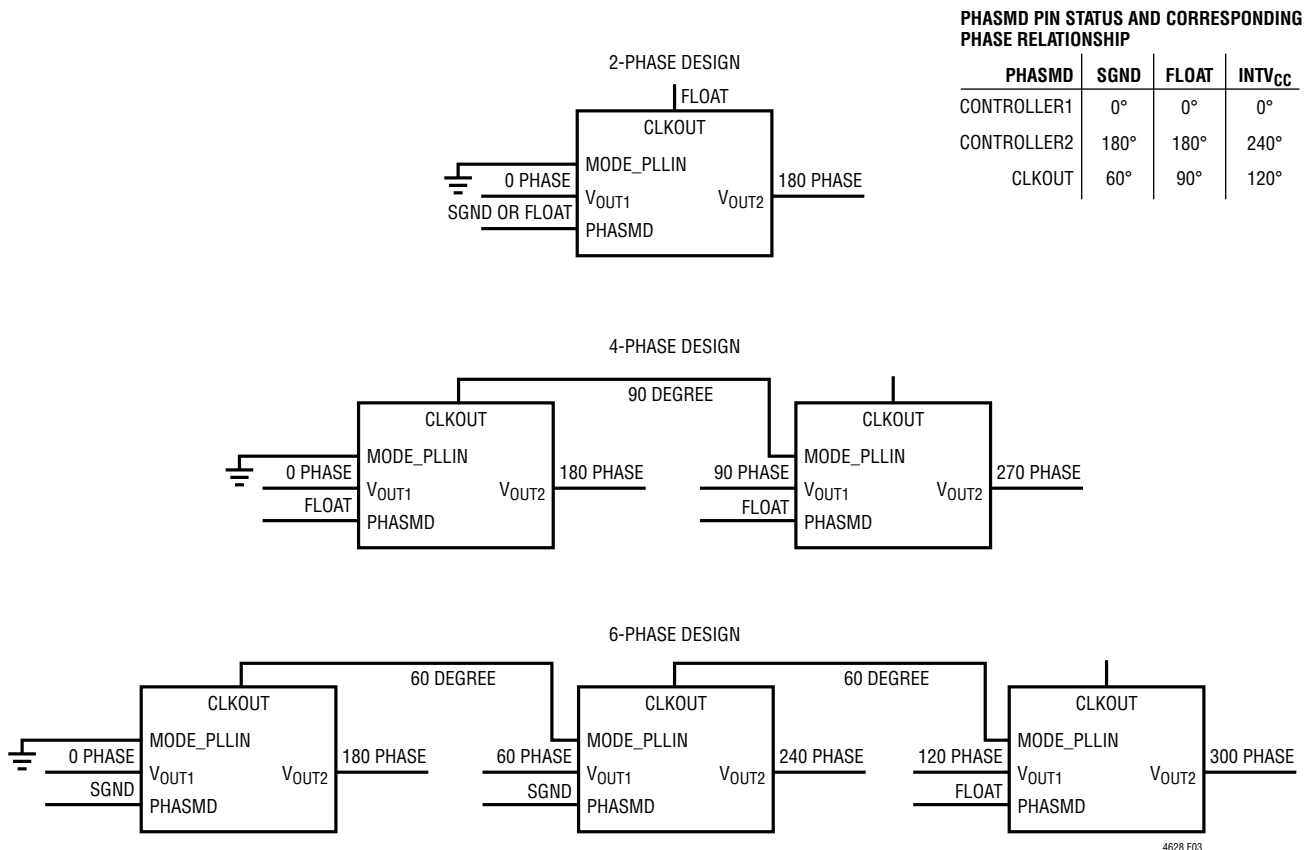 PHASMD PIN STATUS AND CORRESPONDING
PHASE RELATIONSHIP
PHASMD SGND FLOAT INTVCC
CONTROLLER1 0° 0° 0°
CONTROLLER2 180° 180° 240°
CLKOUT 60° 90° 120°
2-PHASE DESIGN
FLOAT
CLKOUT
MODE_PLLIN
0 PHASE
180 PHASE
VOUT1 VOUT2
SGND OR FLOAT
PHASMD
4-PHASE DESIGN
90 DEGREE
CLKOUT
MODE_PLLIN
0 PHASE
180 PHASE
VOUT1 VOUT2
FLOAT
PHASMD
CLKOUT
MODE_PLLIN
90 PHASE
270 PHASE
VOUT1 VOUT2
FLOAT
PHASMD
6-PHASE DESIGN
60 DEGREE
60 DEGREE
CLKOUT
MODE_PLLIN
0 PHASE
180 PHASE
VOUT1 VOUT2
SGND
PHASMD
CLKOUT
MODE_PLLIN
60 PHASE
240 PHASE
VOUT1 VOUT2
SGND
PHASMD
CLKOUT
MODE_PLLIN
120 PHASE
300 PHASE
VOUT1 VOUT2
FLOAT
PHASMD
4628 F03